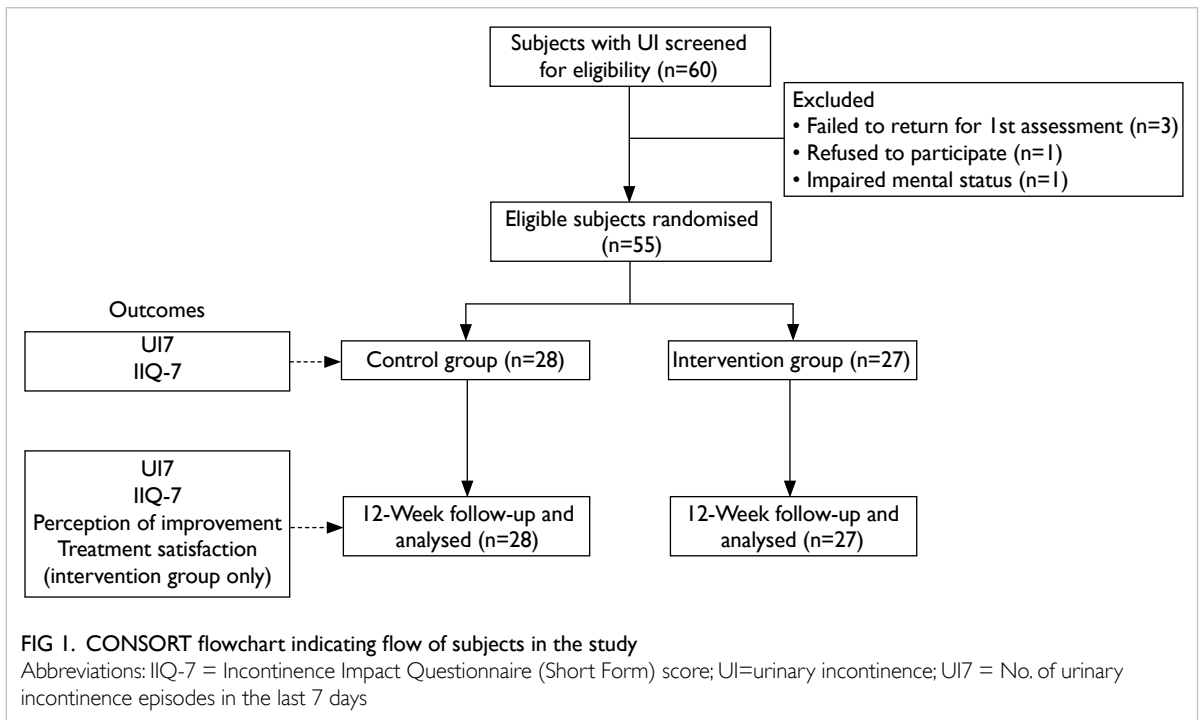 Subjects with UI screened
for eligibility (n=60)
Excluded
• Failed to return for 1st assessment (n=3)
• Refused to participate (n=1)
• Impaired mental status (n=1)
Eligible subjects randomised
(n=55)
Outcomes
UI7
IIQ-7
Control group (n=28)
Intervention group (n=27)
UI7
IIQ-7
Perception of improvement
Treatment satisfaction
(intervention group only)
12-Week follow-up and
analysed (n=28)
12-Week follow-up and
analysed (n=27)
FIG 1. CONSORT flowchart indicating flow of subjects in the study
Abbreviations: IIQ-7 = Incontinence Impact Questionnaire (Short Form) score; UI=urinary incontinence; UI7 = No. of urinary
incontinence episodes in the last 7 days